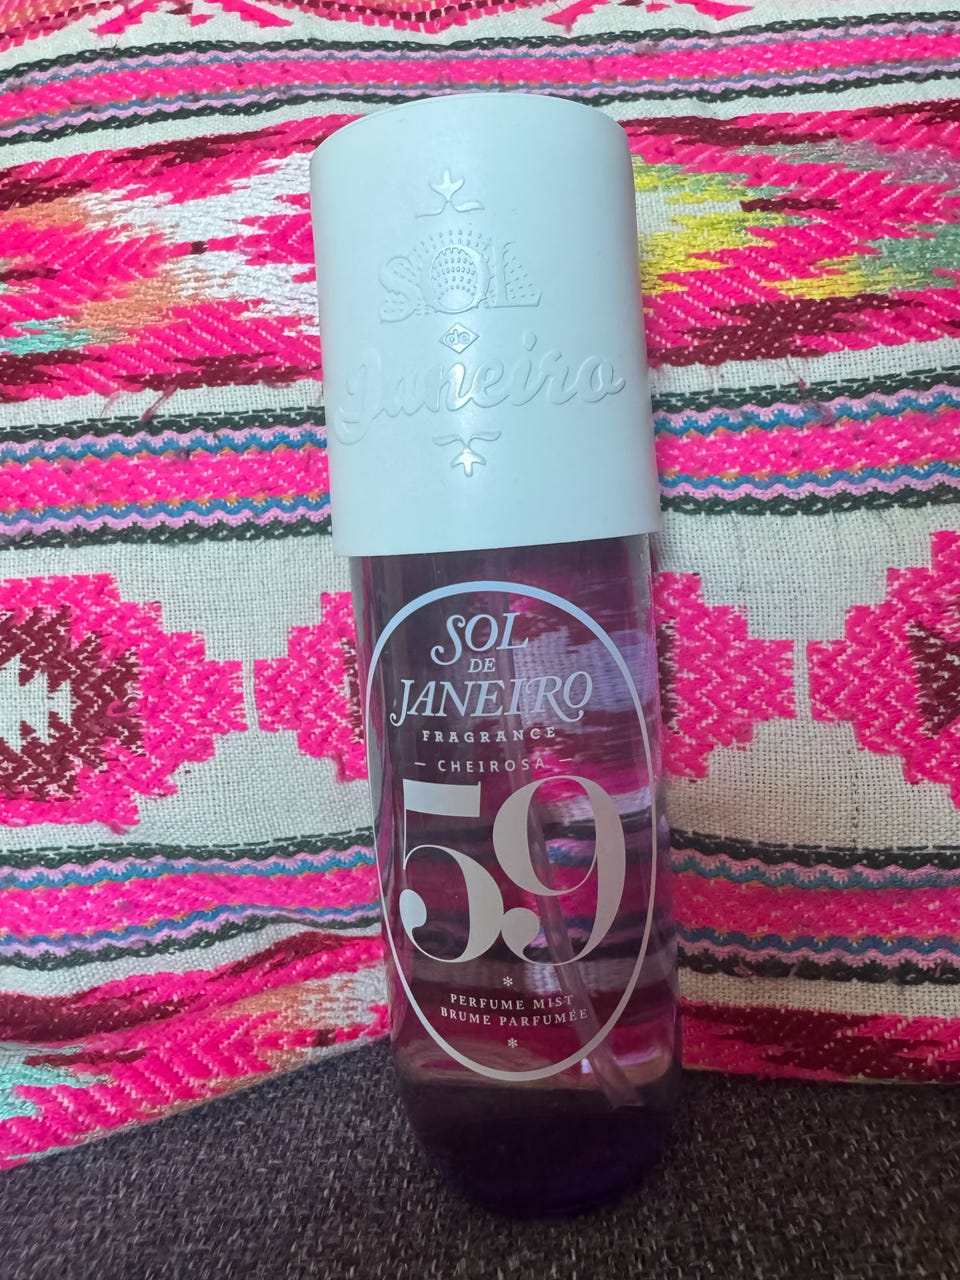 SOL
de
Janeiro
SOL
DE
JANEIRO
FRAGRANCE
— CHEIROSA —
59
*
PERFUME MIST
BRUME PARFUMÉE
*